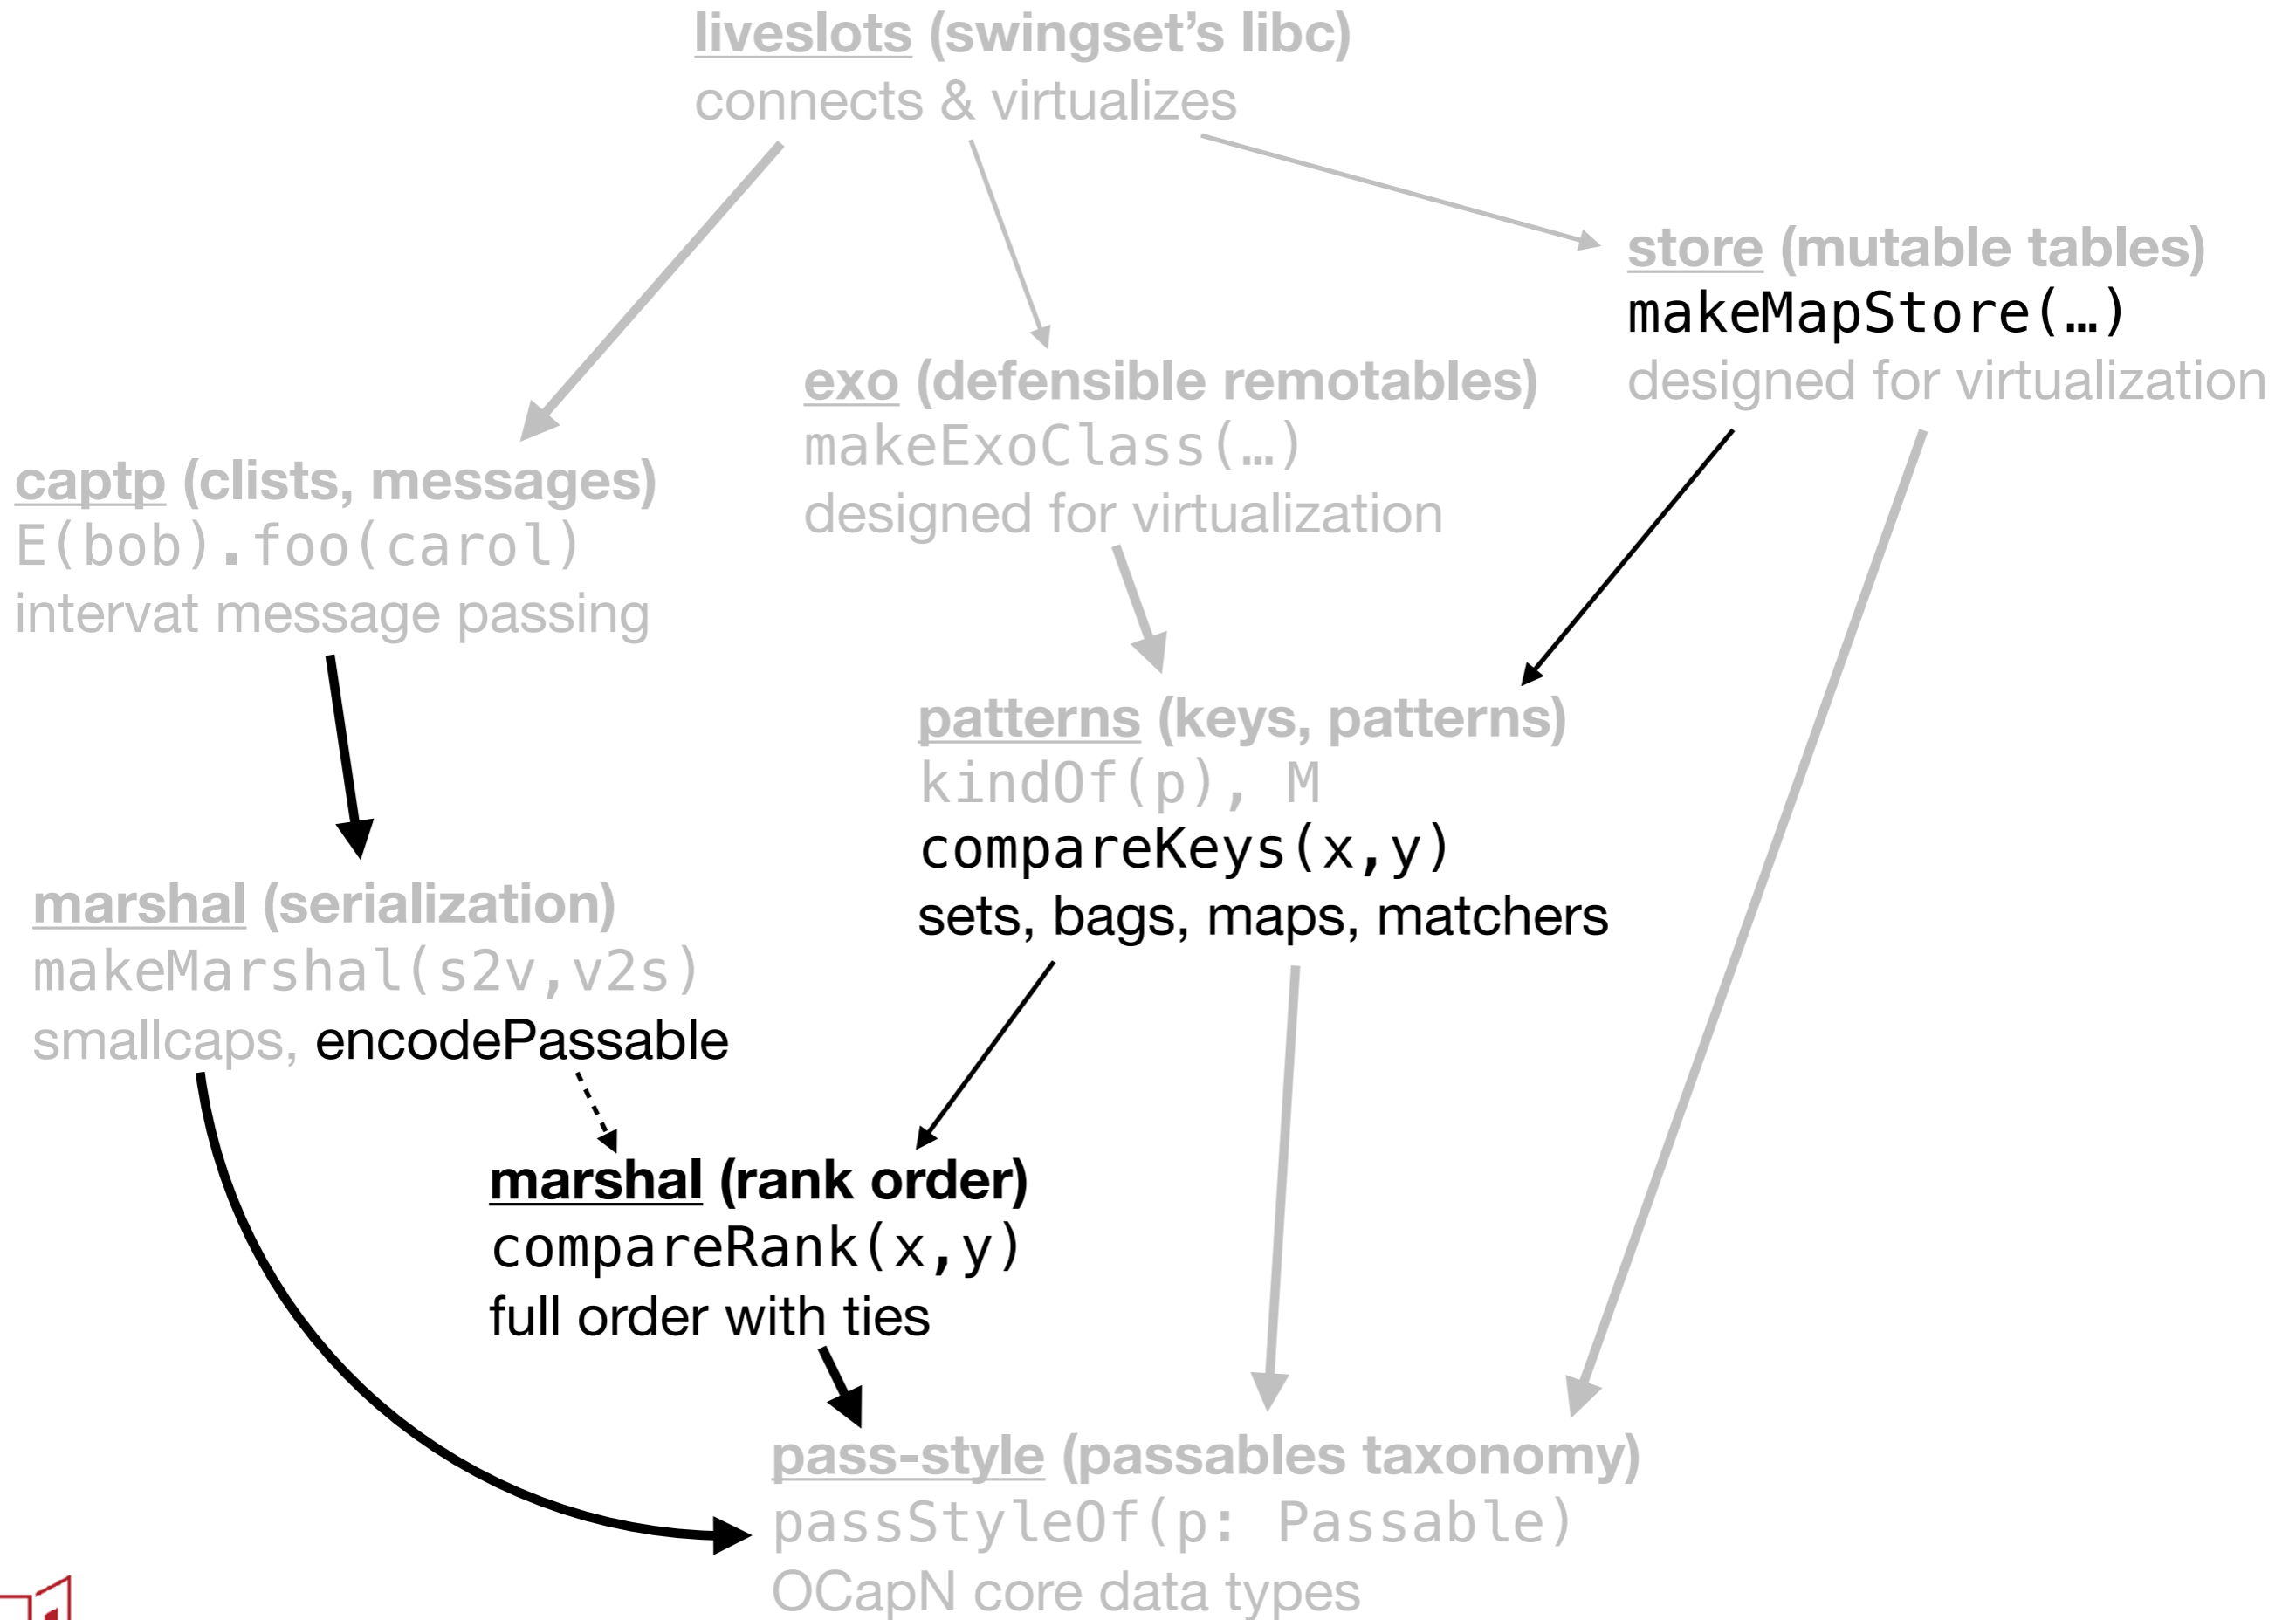 liveslots (swingset’s libc)
connects & virtualizes
store (mutable tables)
makeMapStore(…)
designed for virtualization
exo (defensible remotables)
makeExoClass(…)
designed for virtualization
captp (clists, messages)
E(bob).foo(carol)
intervat message passing
patterns (keys, patterns)
kindOf(p), M
compareKeys(x,y)
sets, bags, maps, matchers
marshal (serialization)
makeMarshal(s2v,v2s)
smallcaps, encodePassable
marshal (rank order)
compareRank(x,y)
full order with ties
pass-style (passables taxonomy)
passStyleOf(p: Passable)
OCapN core data types